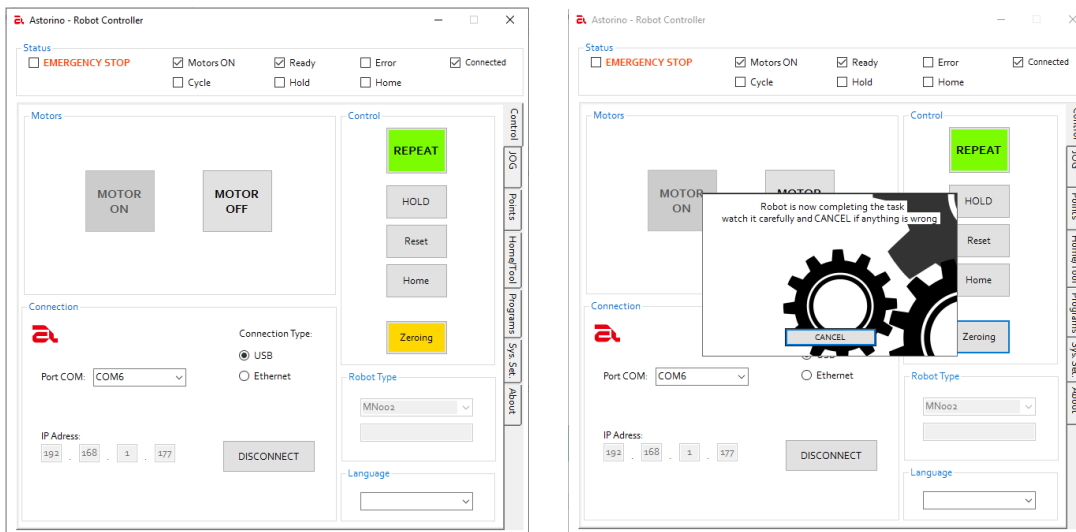 Astorino - Robot Controller
Status
EMERGENCY STOP
Motors ON
Ready
Error
Connected
Cycle
Hold
Home
Motors
MOTOR
ON
MOTOR
OFF
Control
REPEAT
HOLD
Reset
Home
Zeroing
Control
JOG
Points
Home/Tool
Programs
Sys. Set.
About
Connection
Connection Type:
USB
Ethernet
Port COM:
COM6
IP Adress:
192 . 168 . 1 . 177
DISCONNECT
Robot Type
MN002
Language
Astorino - Robot Controller
Status
EMERGENCY STOP
Motors ON
Ready
Error
Connected
Cycle
Hold
Home
Motors
MOTOR
ON
MOTOR
Control
REPEAT
HOLD
Reset
Home
Zeroing
Robot is now completing the task
watch it carefully and CANCEL if anything is wrong
CANCEL
Connection
Ethernet
Port COM:
COM6
IP Adress:
192 . 168 . 1 . 177
DISCONNECT
Robot Type
MN002
Language